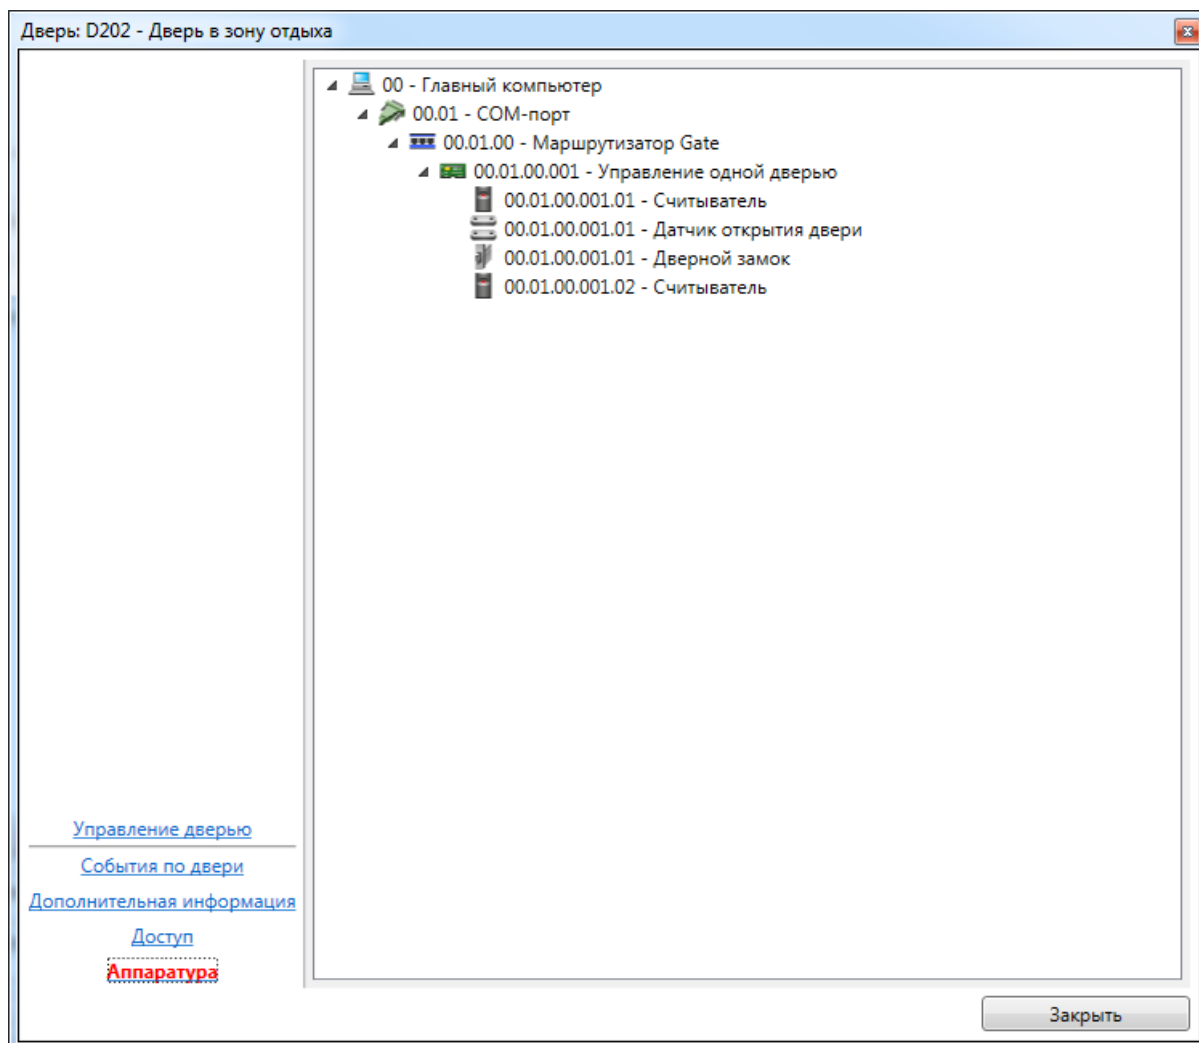 Дверь: D202 - Дверь в зону отдыха
00 - Главный компьютер
00.01 - COM-порт
00.01.00 - Маршрутизатор Gate
00.01.00.001 - Управление одной дверью
00.01.00.001.01 - Считыватель
00.01.00.001.01 - Датчик открытия двери
00.01.00.001.01 - Дверной замок
00.01.00.001.02 - Считыватель
Управление дверью
События по двери
Дополнительная информация
Доступ
Аппаратура
Закрыть